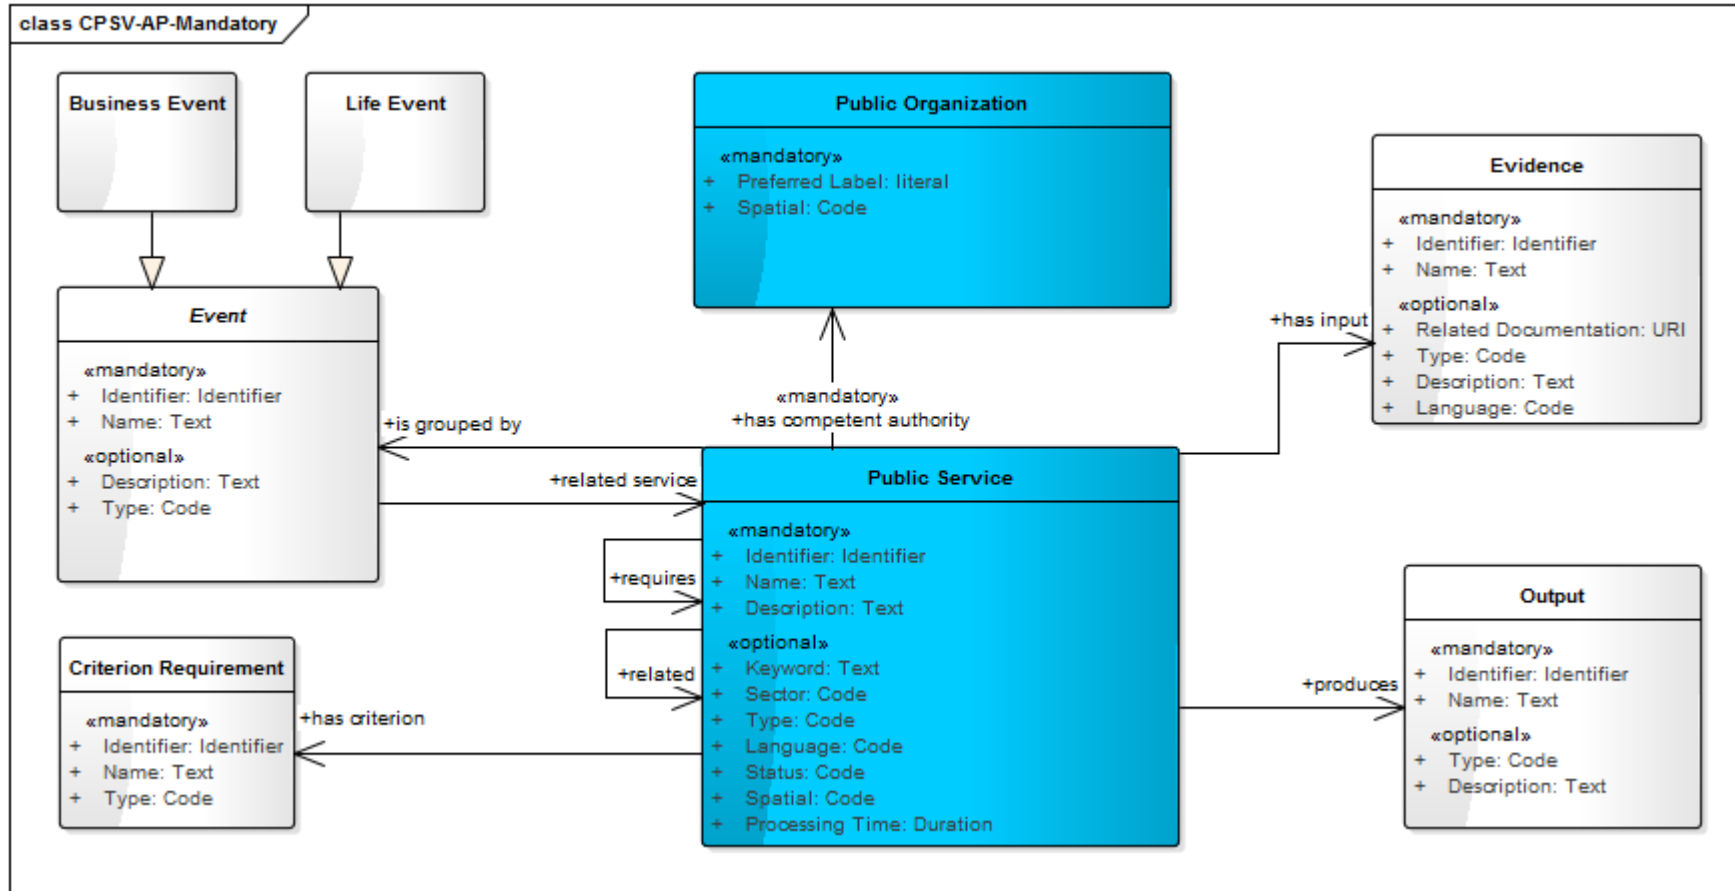 class CPSV-AP-Mandatory
Business Event
Life Event
Public Organization
«mandatory»
+ Preferred Label: literal
+ Spatial: Code
Evidence
«mandatory»
+ Identifier: Identifier
+ Name: Text
«optional»
+ Related Documentation: URI
+ Type: Code
+ Description: Text
+ Language: Code
Event
«mandatory»
+ Identifier: Identifier
+ Name: Text
«optional»
+ Description: Text
+ Type: Code
+has input
«mandatory»
+has competent authority
+is grouped by
+related service
Public Service
«mandatory»
+ Identifier: Identifier
+ Name: Text
+ Description: Text
«optional»
+ Keyword: Text
+ Sector: Code
+ Type: Code
+ Language: Code
+ Status: Code
+ Spatial: Code
+ Processing Time: Duration
+requires
+related
Criterion Requirement
«mandatory»
+ Identifier: Identifier
+ Name: Text
+ Type: Code
+has criterion
+produces
Output
«mandatory»
+ Identifier: Identifier
+ Name: Text
«optional»
+ Type: Code
+ Description: Text